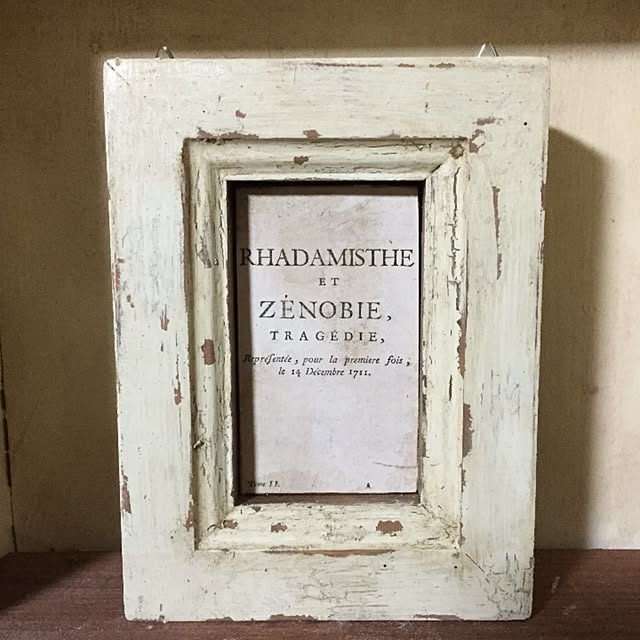 RHADAMISTHE
ET
ZÉNOBIE,
TRAGÉDIE,
Représentée, pour la premiere fois,
le 14 Décembre 1711.
Tome II. A